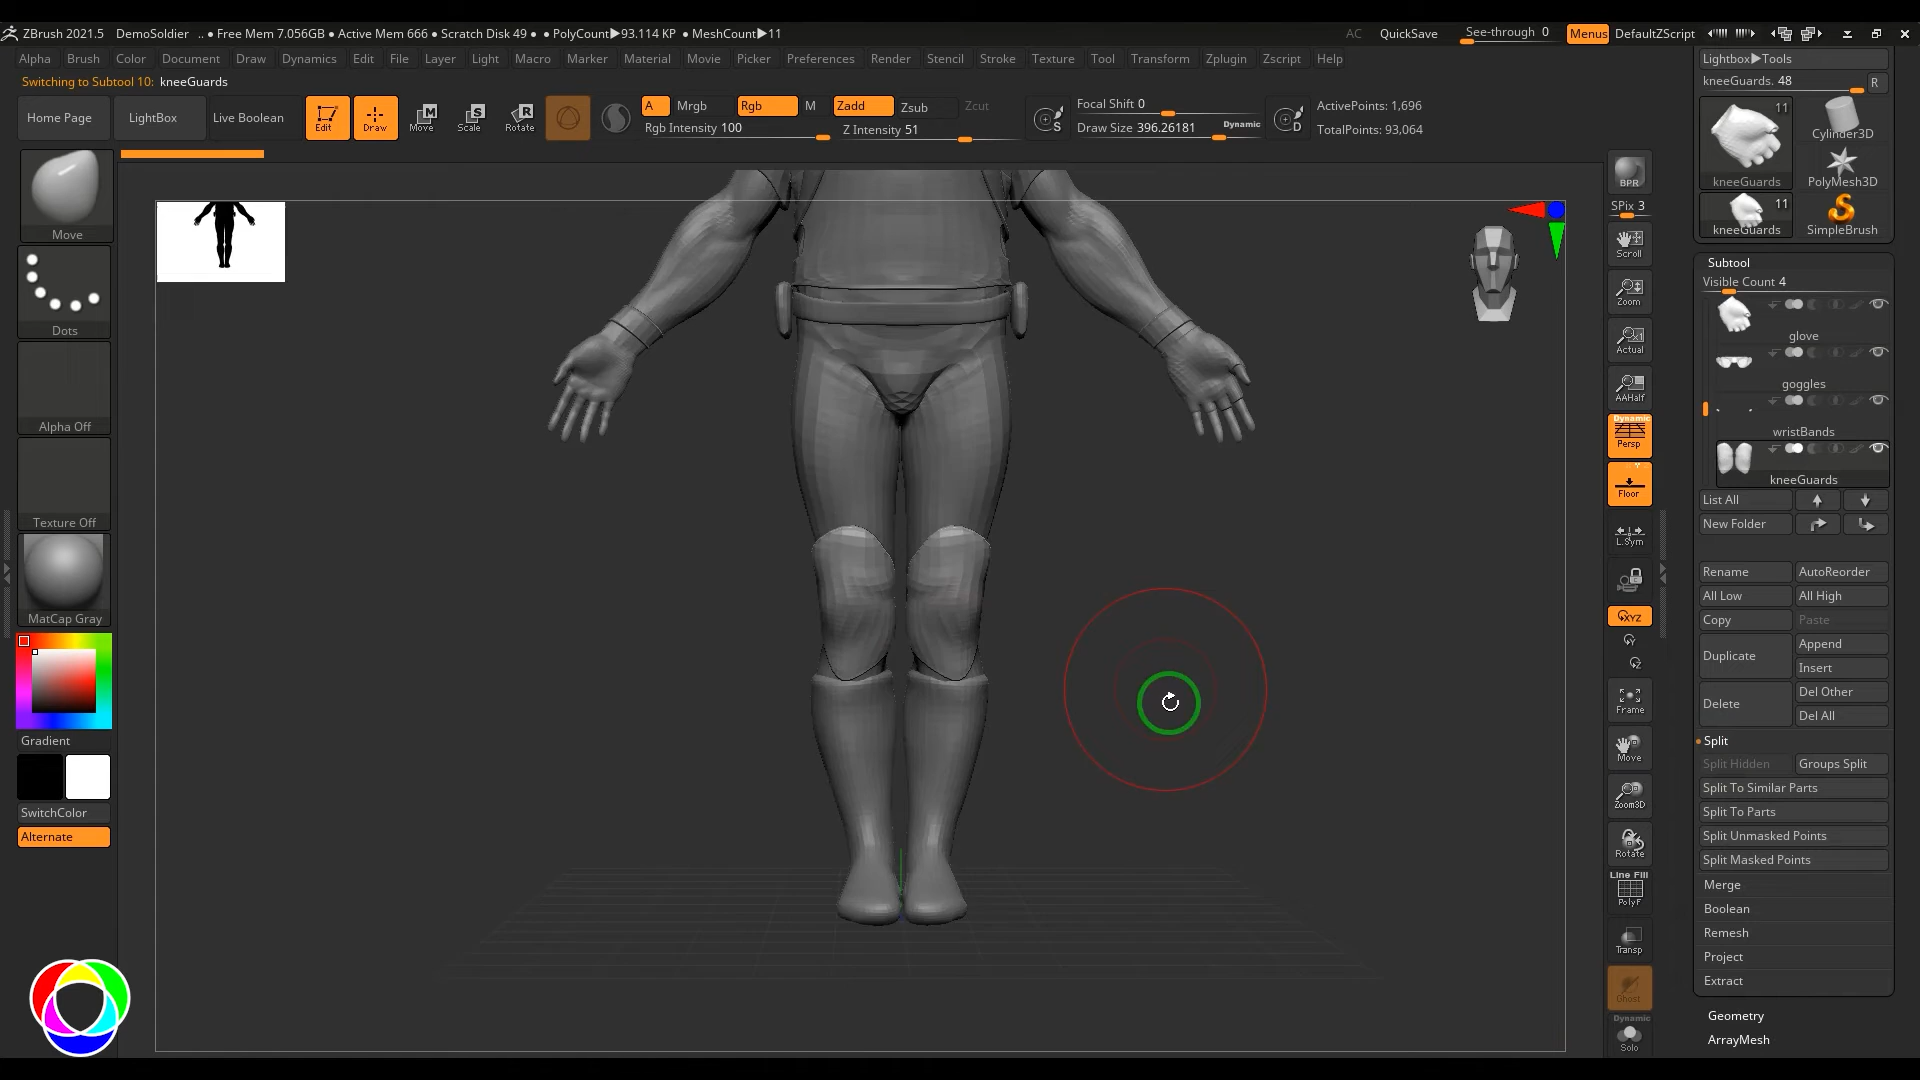 ZBrush 2021.5 DemoSoldier .. ● Free Mem 7.056GB ● Active Mem 666 ● Scratch Disk 49 ● ● PolyCount▶93.114 KP ● MeshCount▶11
AC QuickSave See-through 0 Menus DefaultZScript
Alpha Brush Color Document Draw Dynamics Edit File Layer Light Macro Marker Material Movie Picker Preferences Render Stencil Stroke Texture Tool Transform Zplugin Zscript Help
Switching to Subtool 10: kneeGuards
Home Page LightBox Live Boolean Edit Draw Move Scale Rotate
A Mrgb Rgb M Zadd Zsub Zcut
Rgb Intensity 100 Z Intensity 51
S Focal Shift 0
Draw Size 396.26181 Dynamic D
ActivePoints: 1,696
TotalPoints: 93,064
Move
Dots
Alpha Off
Texture Off
MatCap Gray
Gradient
SwitchColor
Alternate
BPR
SPix 3
Scroll
Zoom
Actual
AAHalf
Dynamic
Persp
Floor
L.Sym
XYZ
Y
Z
Frame
Move
Zoom3D
Rotate
Line Fill
PolyF
Transp
Ghost
Dynamic
Solo
Lightbox▶Tools
kneeGuards. 48 R
11
kneeGuards Cylinder3D
PolyMesh3D
11
kneeGuards SimpleBrush
Subtool
Visible Count 4
glove
goggles
wristBands
kneeGuards
List All
New Folder
Rename AutoReorder
All Low All High
Copy Paste
Duplicate Append
Insert
Delete Del Other
Del All
Split
Split Hidden Groups Split
Split To Similar Parts
Split To Parts
Split Unmasked Points
Split Masked Points
Merge
Boolean
Remesh
Project
Extract
Geometry
ArrayMesh